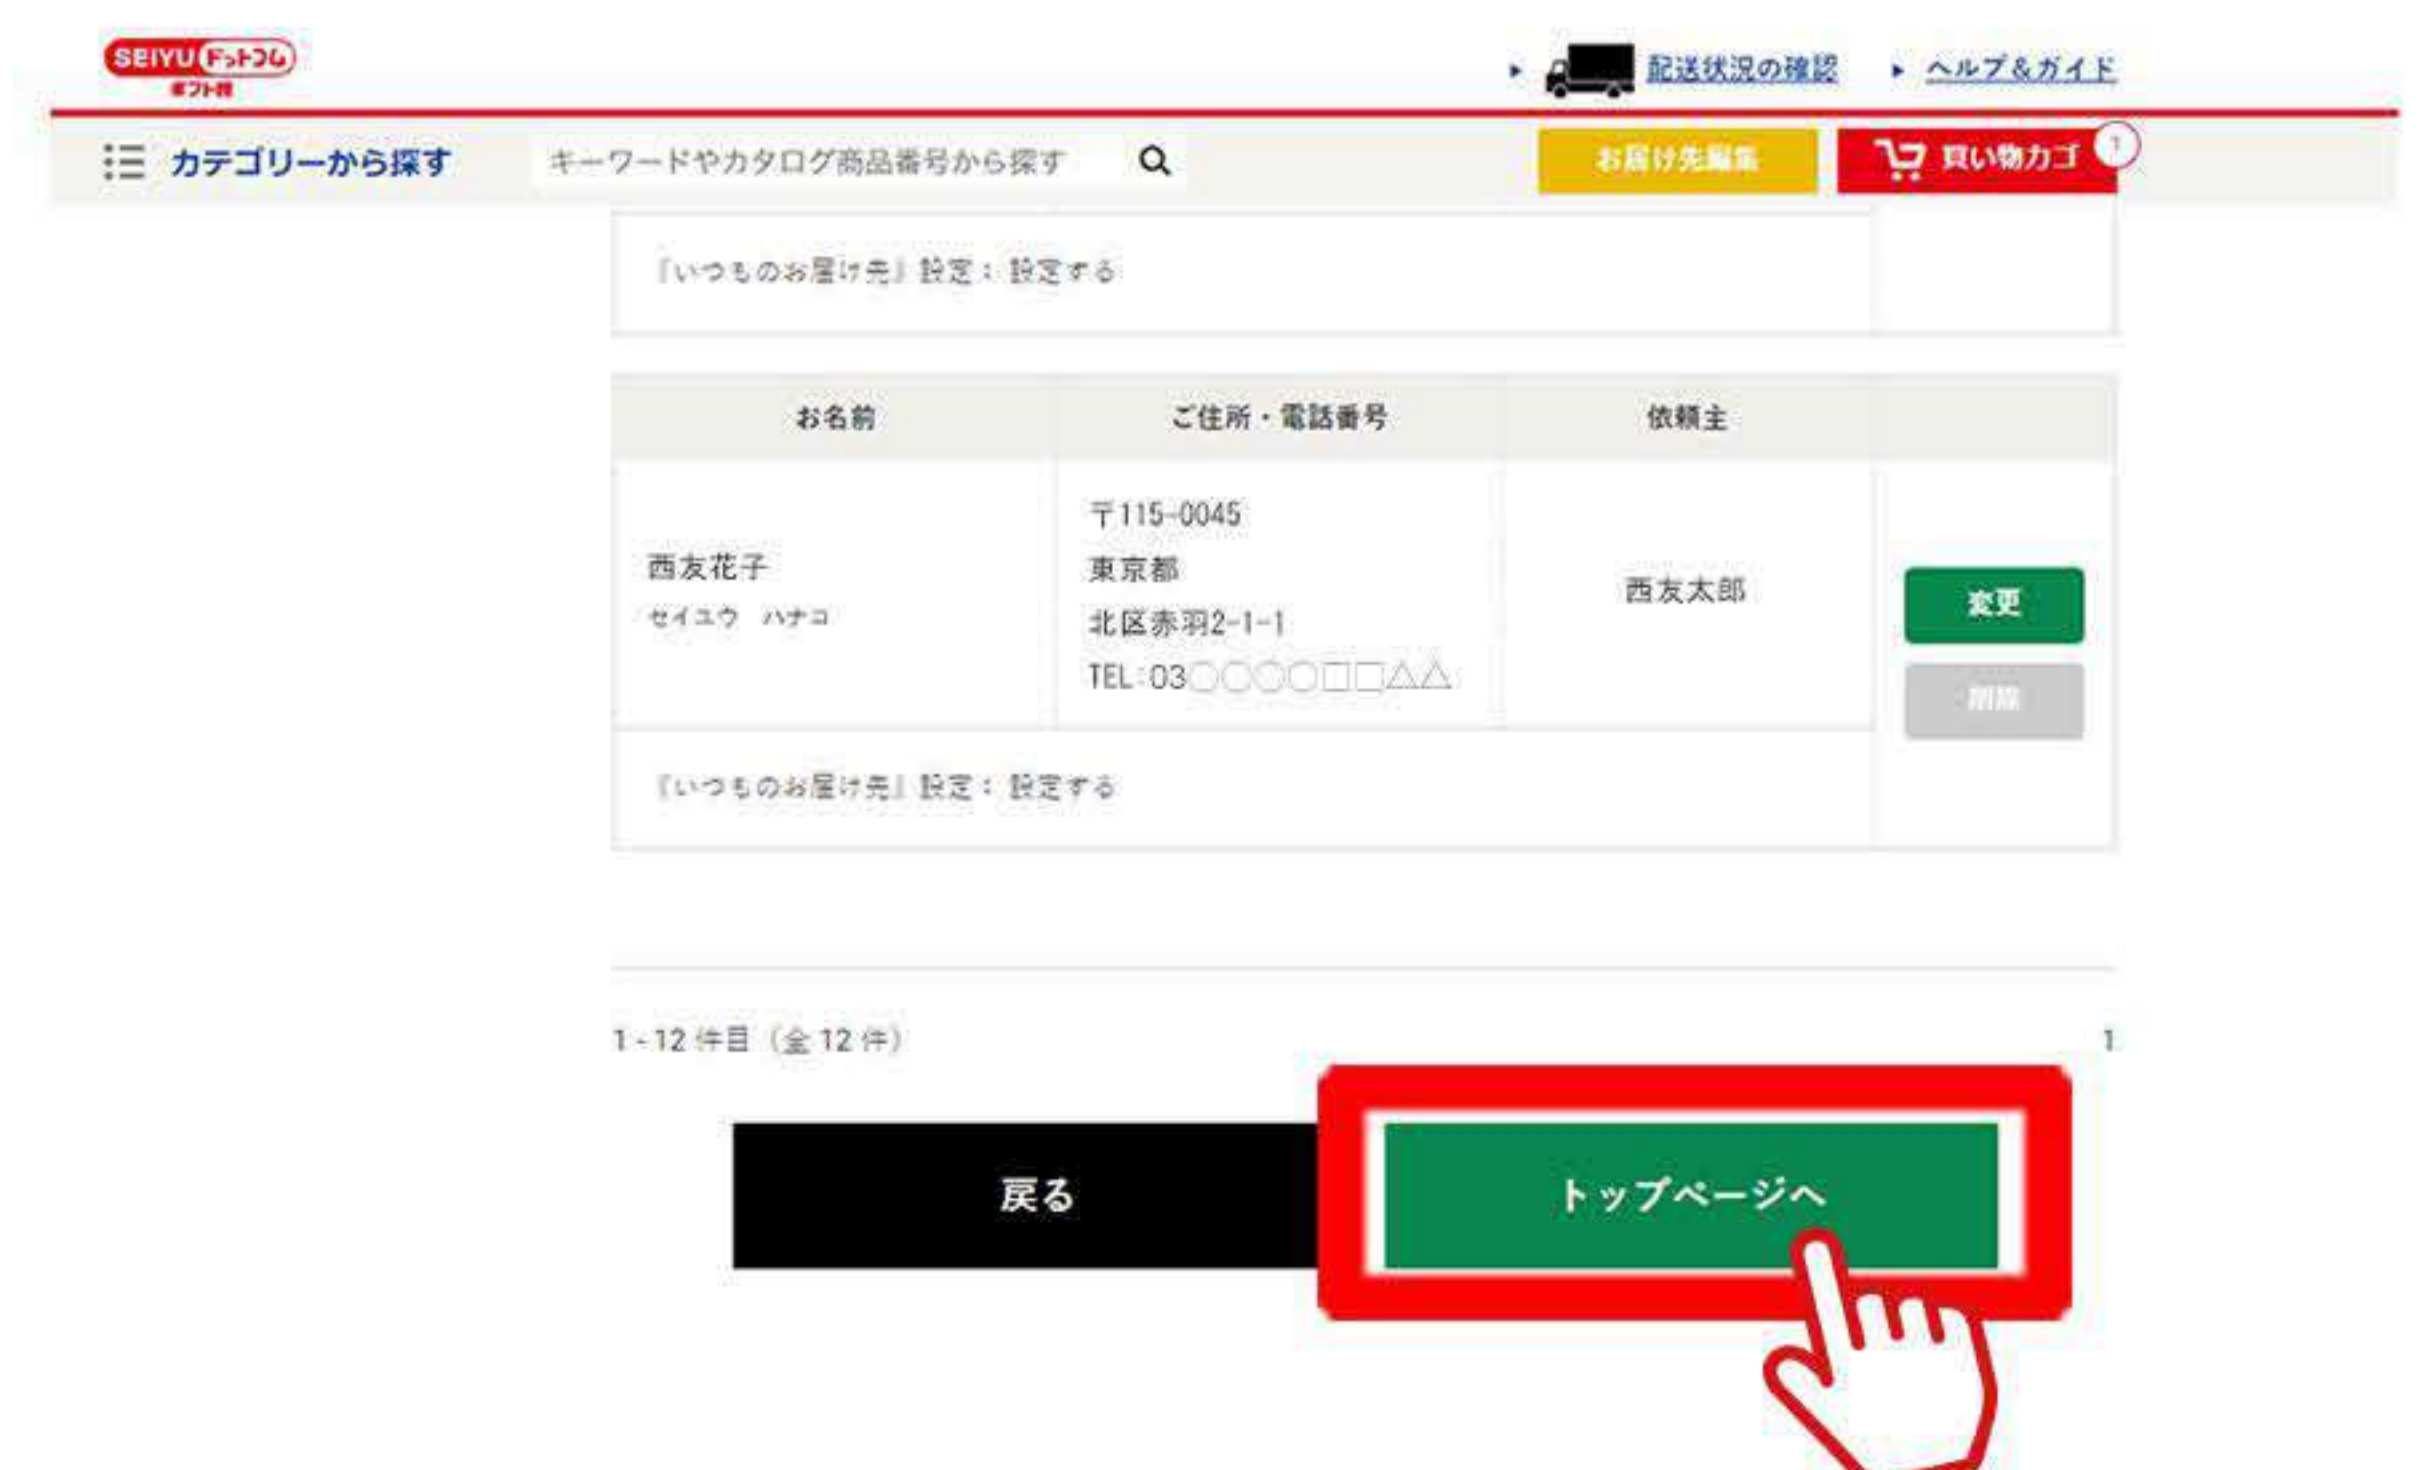 SEIYUドットコム
ギフト館
配送状況の確認
ヘルプ&ガイド
カテゴリーから探す
キーワードやカタログ商品番号から探す
お届け先編集
買い物カゴ
1
『いつものお届け先』設定： 設定する
お名前
ご住所・電話番号
依頼主
西友花子
セイユウ ハナコ
〒115-0045
東京都
北区赤羽2-1-1
TEL:03○○○○□□△△
西友太郎
変更
削除
『いつものお届け先』設定： 設定する
1 - 12 件目（全 12 件）
1
戻る
トップページへ